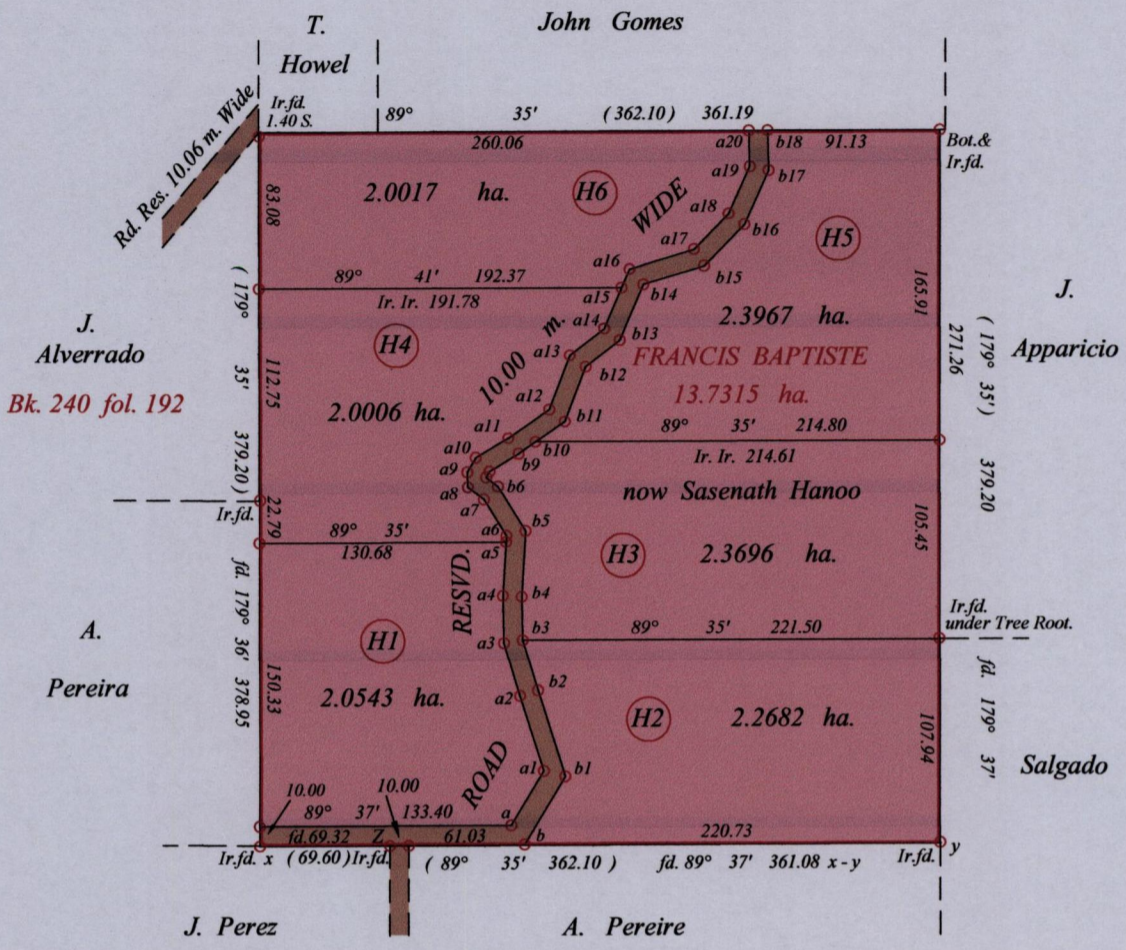 T.
Howel
John Gomes
Rd. Res. 10.06 m. Wide
Ir.fd.
1.40 S.
89° 35' (362.10) 361.19
260.06
a20
b18
91.13
Bot.&
Ir.fd.
a19
b17
83.08
2.0017 ha.
H6
WIDE
a18
b16
H5
a17
b15
a16
b14
89° 41' 192.37
a15
Ir. Ir. 191.78
165.91
271.26
2.3967 ha.
a14
b13
J.
Alverrado
Bk. 240 fol. 192
( 179° 35' 379.20 )
H4
10.00 m.
a13
b12
FRANCIS BAPTISTE
13.7315 ha.
J.
Apparicio
( 179° 35' ) 379.20
112.75
2.0006 ha.
a12
b11
a11
b10
89° 35' 214.80
Ir. Ir. 214.61
a10
b9
a9
a8
b6
a7
now Sasenath Hanoo
Ir.fd.
22.79
89° 35'
130.68
a6
a5
b5
105.45
H3
2.3696 ha.
RESVD.
a4
b4
Ir.fd.
under Tree Root.
A.
Pereira
fd. 179° 36' 378.95
H1
a3
b3
89° 35' 221.50
150.33
2.0543 ha.
a2
b2
H2
2.2682 ha.
107.94
fd. 179° 37'
Salgado
ROAD
a1
b1
10.00
10.00
89° 37' 133.40
a
fd.69.32
Z
61.03
b
220.73
Ir.fd. x (69.60)Ir.fd.
( 89° 35' 362.10 ) fd. 89° 37' 361.08 x - y
Ir.fd.
y
J. Perez
A. Pereire